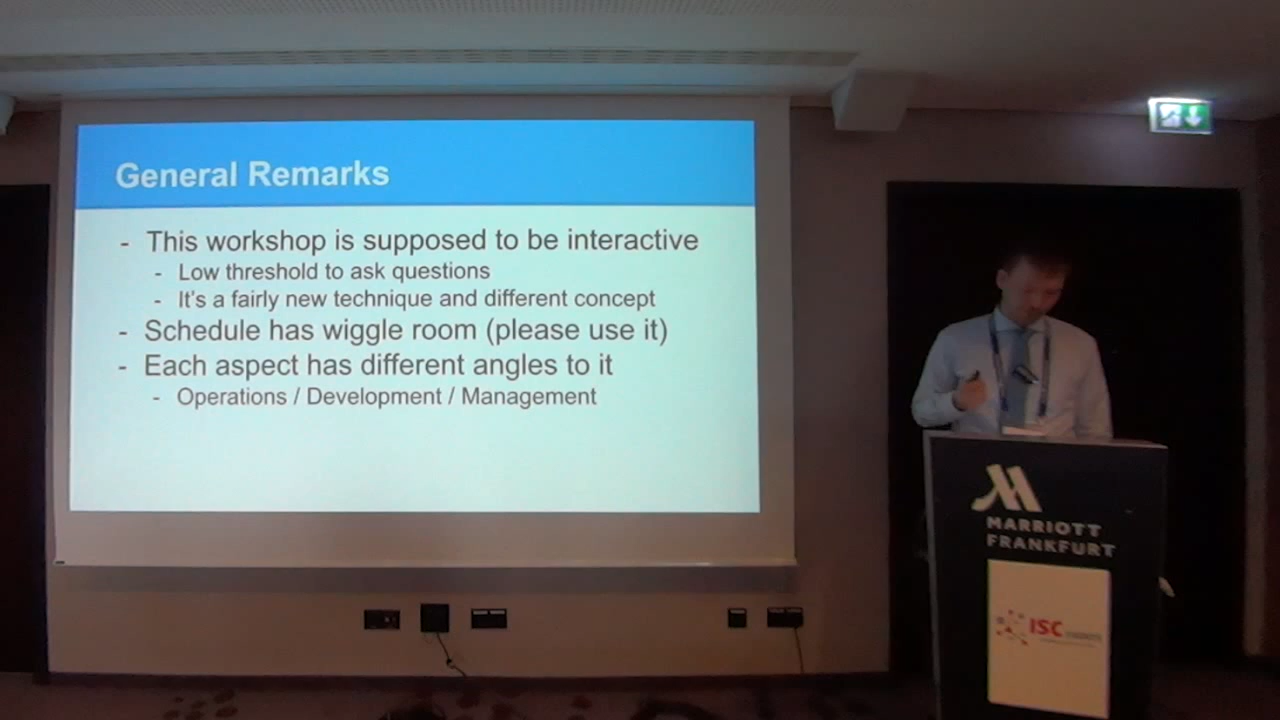 General Remarks
- This workshop is supposed to be interactive
- Low threshold to ask questions
- It's a fairly new technique and different concept
- Schedule has wiggle room (please use it)
- Each aspect has different angles to it
- Operations / Development / Management
MARRIOTT
FRANKFURT
ISC